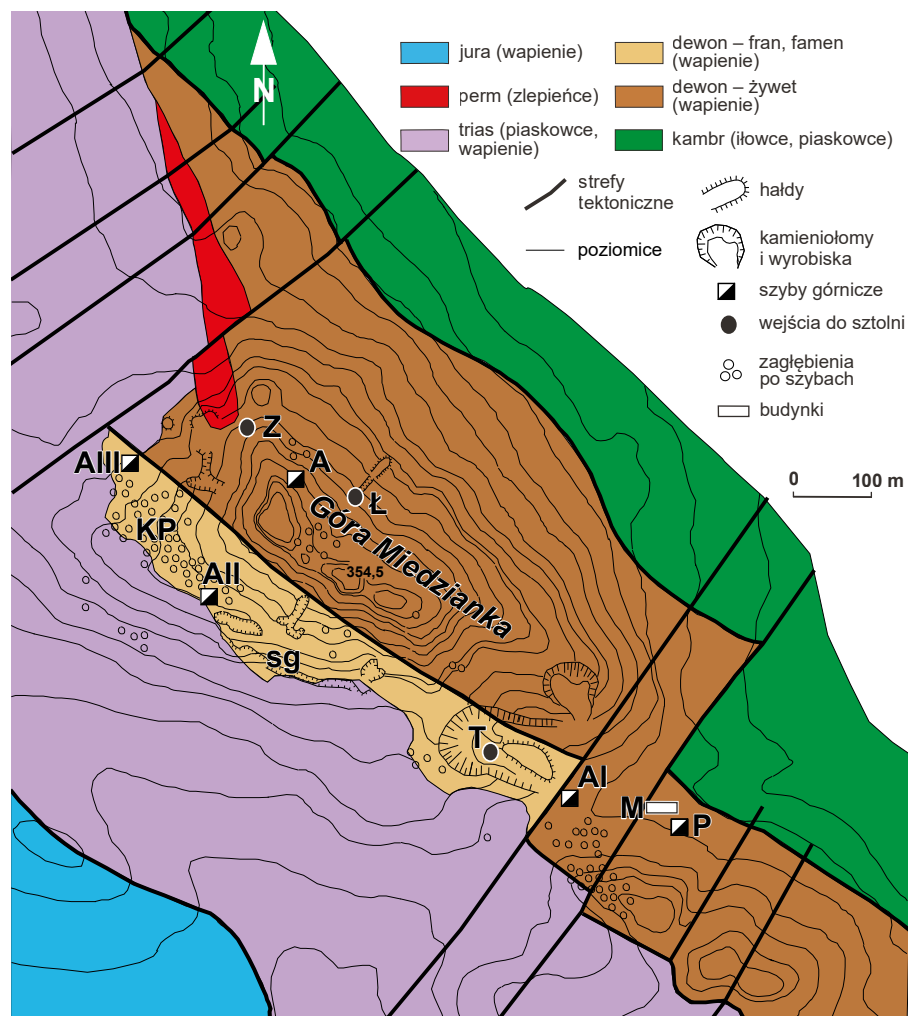 N
jura (wapienie)
perm (zlepieńce)
trias (piaskowce,
wapienie)
dewon – fran, famen
(wapienie)
dewon – żywet
(wapienie)
kambr (iłowce, piaskowce)
strefy
tektoniczne
poziomice
hałdy
kamieniołomy
i wyrobiska
szyby górnicze
wejścia do sztolni
zagłębienia
po szybach
budynki
0 100 m
Z
A
Ł
AIII
KP
AII
Góra Miedzianka
354,5
sg
T
AI
M
P